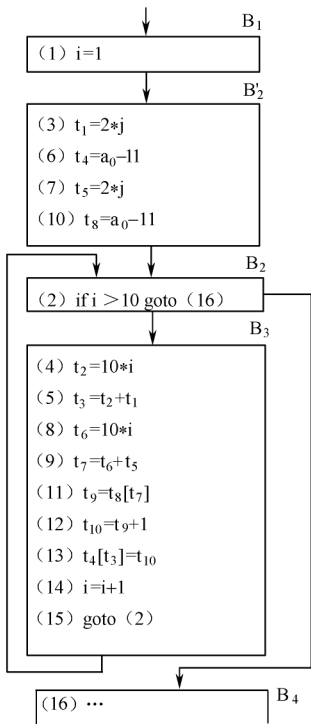 B₁
（1）i=1
B'₂
（3）t₁=2*j
（6）t₄=a₀–11
（7）t₅=2*j
（10）t₈=a₀–11
B₂
（2）if i＞10 goto（16）
B₃
（4）t₂=10*i
（5）t₃=t₂+t₁
（8）t₆=10*i
（9）t₇=t₆+t₅
（11）t₉=t₈[t₇]
（12）t₁₀=t₉+1
（13）t₄[t₃]=t₁₀
（14）i=i+1
（15）goto（2）
B₄
（16）…